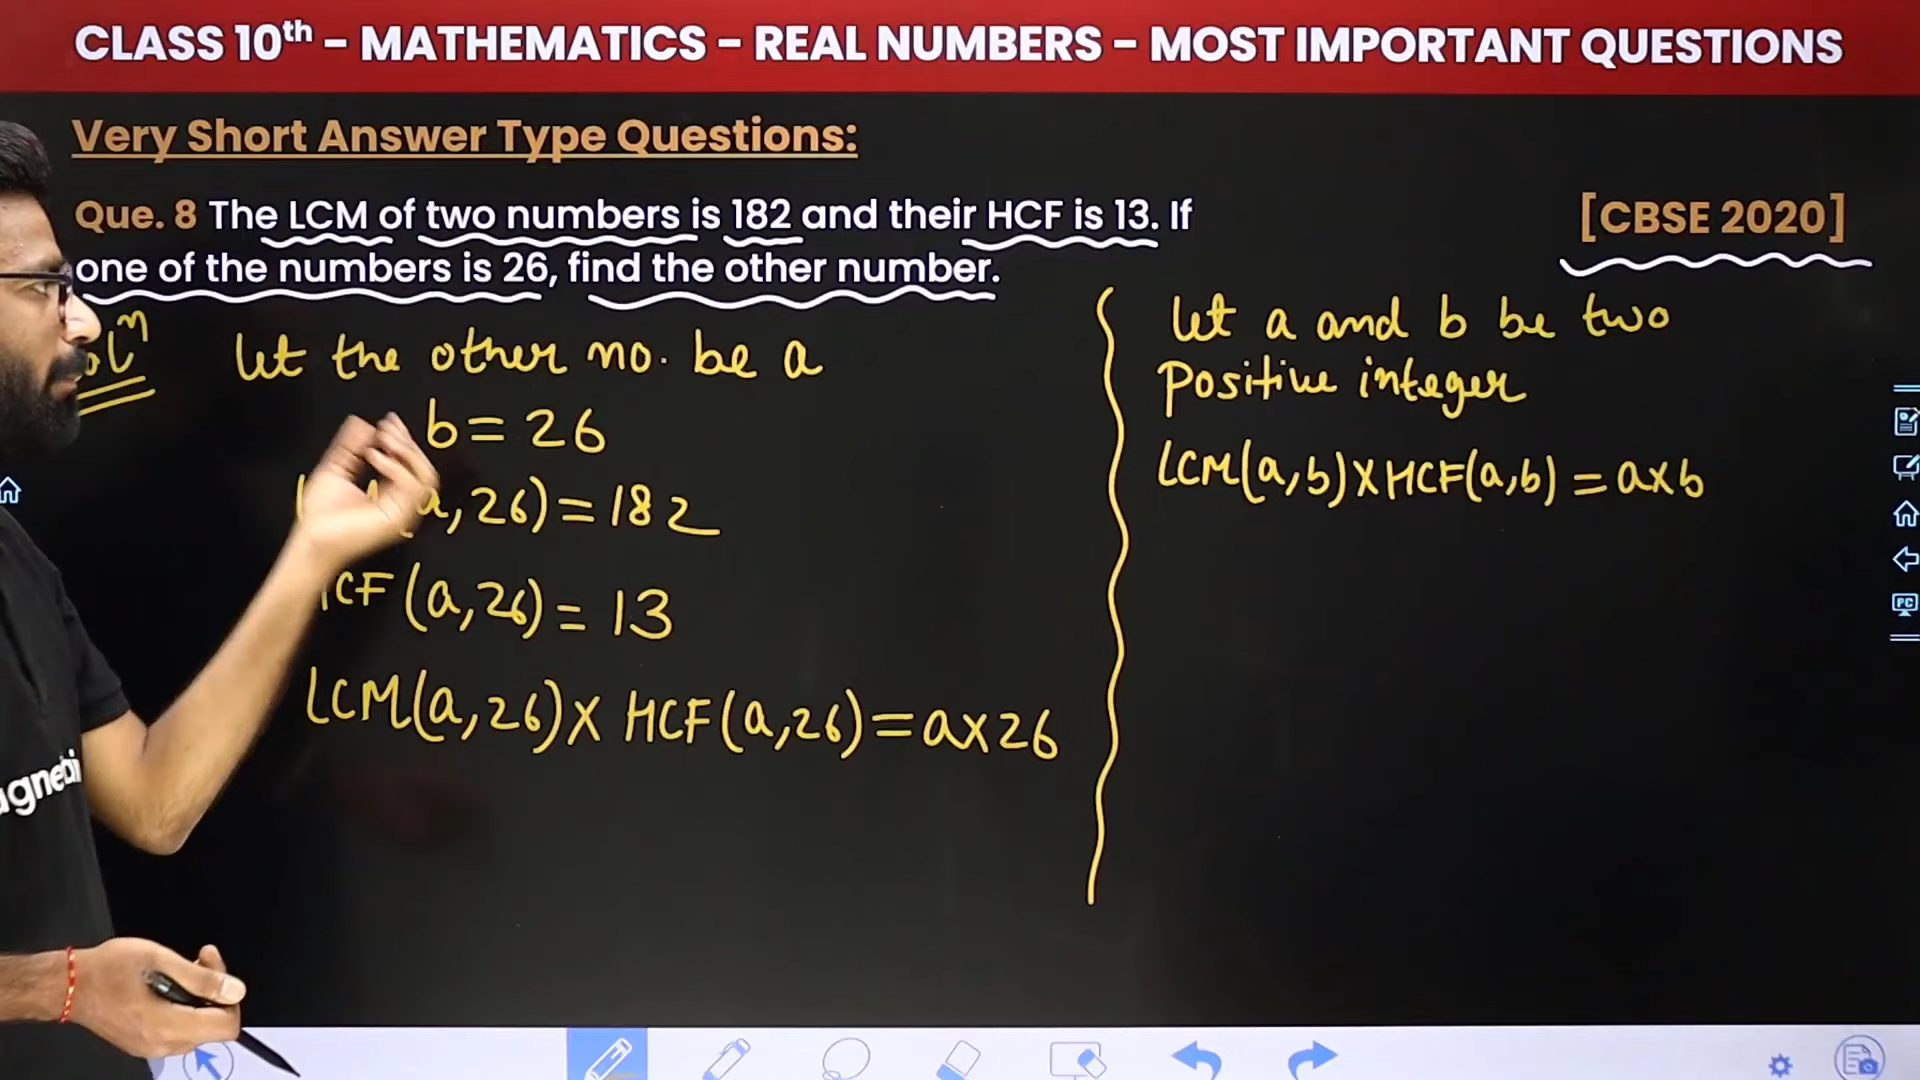 CLASS 10th - MATHEMATICS - REAL NUMBERS - MOST IMPORTANT QUESTIONS
Very Short Answer Type Questions:
Que. 8 The LCM of two numbers is 182 and their HCF is 13. If
one of the numbers is 26, find the other number.
[CBSE 2020]
let the other no. be a
b = 26
(a, 26) = 182
HCF (a, 26) = 13
LCM(a, 26) X HCF (a, 26) = a x 26
let a and b be two
positive integer
LCM(a, b) X HCF(a, b) = a x b
PC